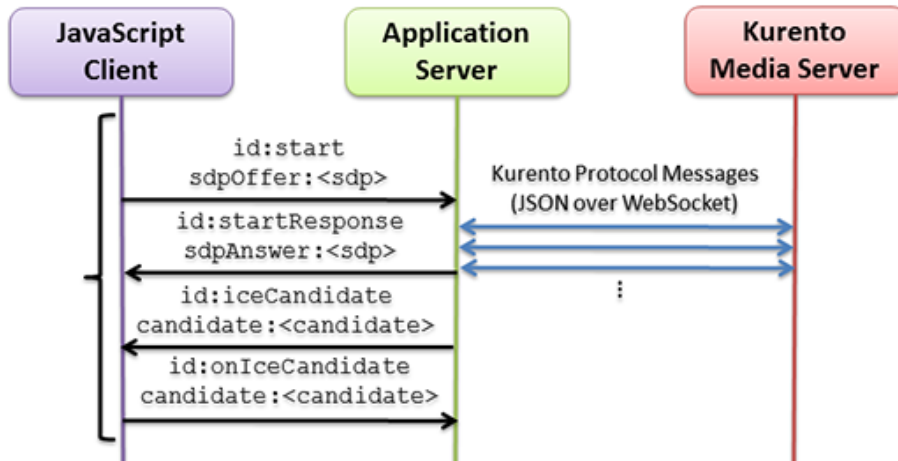 JavaScript
Client
Application
Server
Kurento
Media Server
id:start
sdpOffer:<sdp>
Kurento Protocol Messages
(JSON over WebSocket)
id:startResponse
sdpAnswer:<sdp>
id:iceCandidate
candidate:<candidate>
id:onIceCandidate
candidate:<candidate>